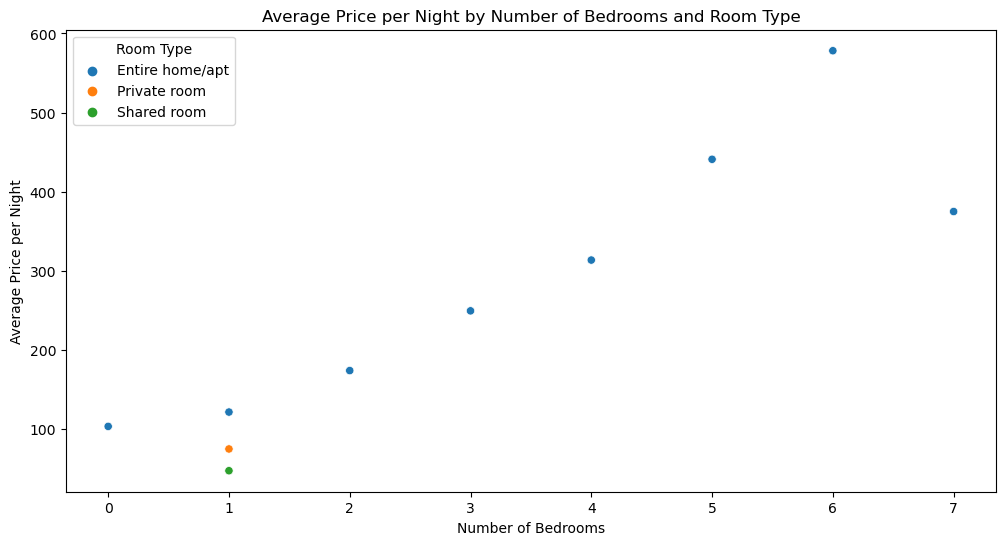 Average Price per Night by Number of Bedrooms and Room Type
Room Type
Entire home/apt
Private room
Shared room
Average Price per Night
600
500
400
300
200
100
0 1 2 3 4 5 6 7
Number of Bedrooms